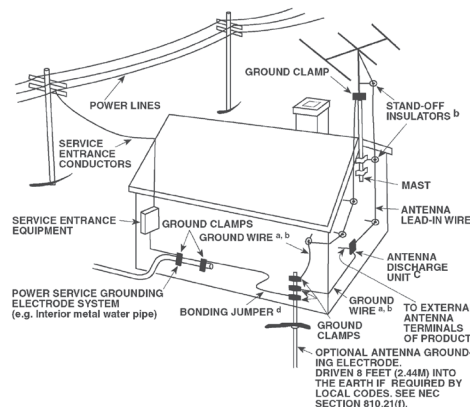 GROUND CLAMP
POWER LINES
STAND-OFF
INSULATORS b
SERVICE
ENTRANCE
CONDUCTORS
MAST
ANTENNA
LEAD-IN WIRE
SERVICE ENTRANCE
EQUIPMENT
GROUND CLAMPS
GROUND WIRE a, b
ANTENNA
DISCHARGE
UNIT C
POWER SERVICE GROUNDING
ELECTRODE SYSTEM
(e.g. Interior metal water pipe)
BONDING JUMPER d
GROUND
WIRE a, b
GROUND
CLAMPS
TO EXTERNA
ANTENNA
TERMINALS
OF PRODUCT
OPTIONAL ANTENNA GROUND-
ING ELECTRODE.
DRIVEN 8 FEET (2.44M) INTO
THE EARTH IF REQUIRED BY
LOCAL CODES. SEE NEC
SECTION 810.21(f).